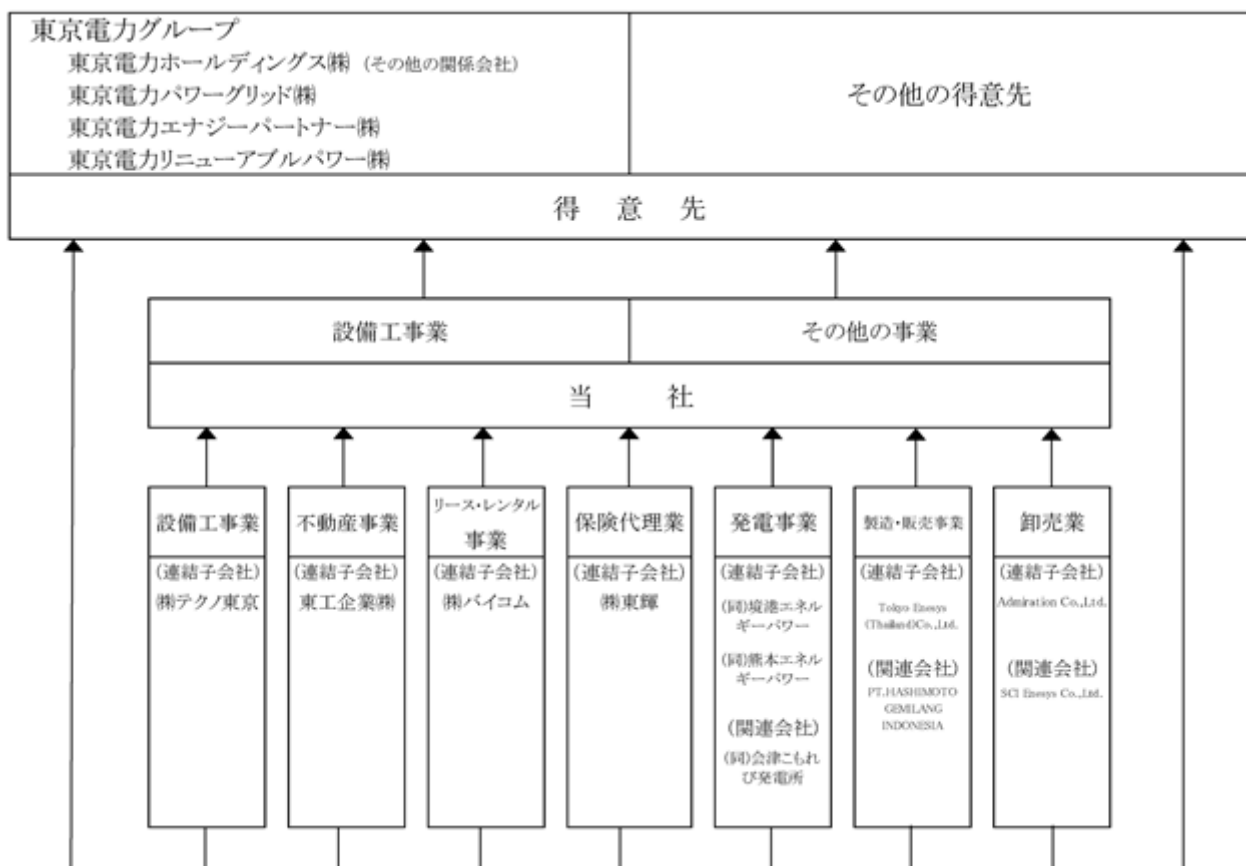 東京電力グループ
東京電力ホールディングス㈱ (その他の関係会社)
東京電力パワーグリッド㈱
東京電力エナジーパートナー㈱
東京電力リニューアブルパワー㈱
その他の得意先
得 意 先
設備工事業
その他の事業
当 社
設備工事業
(連結子会社)
㈱テクノ東京
不動産事業
(連結子会社)
東工企業㈱
リース・レンタル
事業
(連結子会社)
㈱バイコム
保険代理業
(連結子会社)
㈱東輝
発電事業
(連結子会社)
(同)境港エネル
ギーパワー
(同)熊本エネル
ギーパワー
(関連会社)
(同)会津こもれ
び発電所
製造・販売事業
(連結子会社)
Tokyo Enesys
(Thailand)Co.,Ltd.
(関連会社)
PT.HASHIMOTO
GEMILANG
INDONESIA
卸売業
(連結子会社)
Admiration Co.,Ltd.
(関連会社)
SCI Enesys Co.,Ltd.